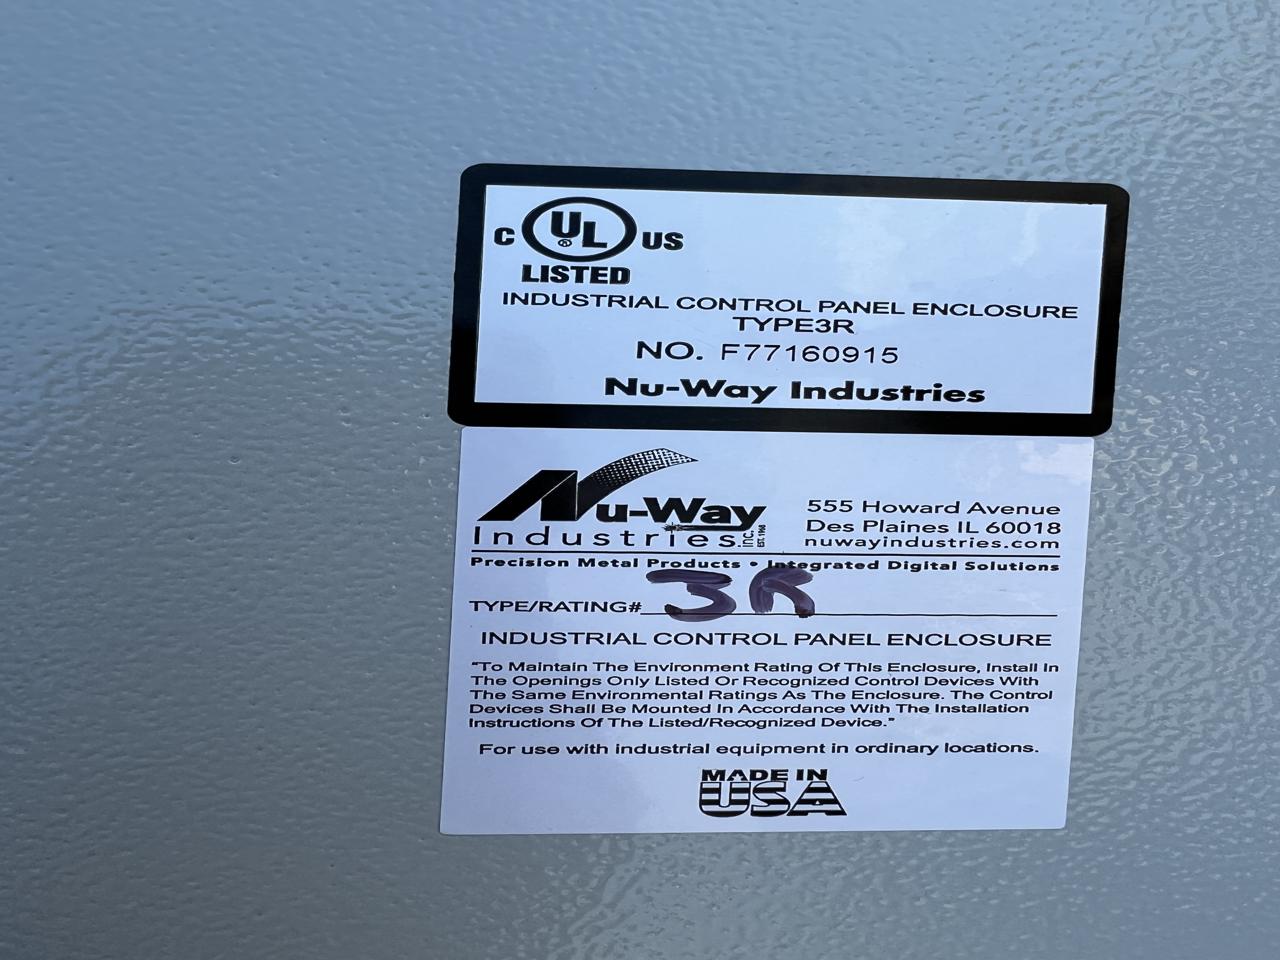 C UL® US
LISTED
INDUSTRIAL CONTROL PANEL ENCLOSURE
TYPE3R
NO. F77160915
Nu-Way Industries
Nu-Way
Industries, inc. EST. 1968
555 Howard Avenue
Des Plaines IL 60018
nuwayindustries.com
Precision Metal Products • Integrated Digital Solutions
TYPE/RATING# 3R
INDUSTRIAL CONTROL PANEL ENCLOSURE
"To Maintain The Environment Rating Of This Enclosure, Install In
The Openings Only Listed Or Recognized Control Devices With
The Same Environmental Ratings As The Enclosure. The Control
Devices Shall Be Mounted In Accordance With The Installation
Instructions Of The Listed/Recognized Device."
For use with industrial equipment in ordinary locations.
MADE IN
USA